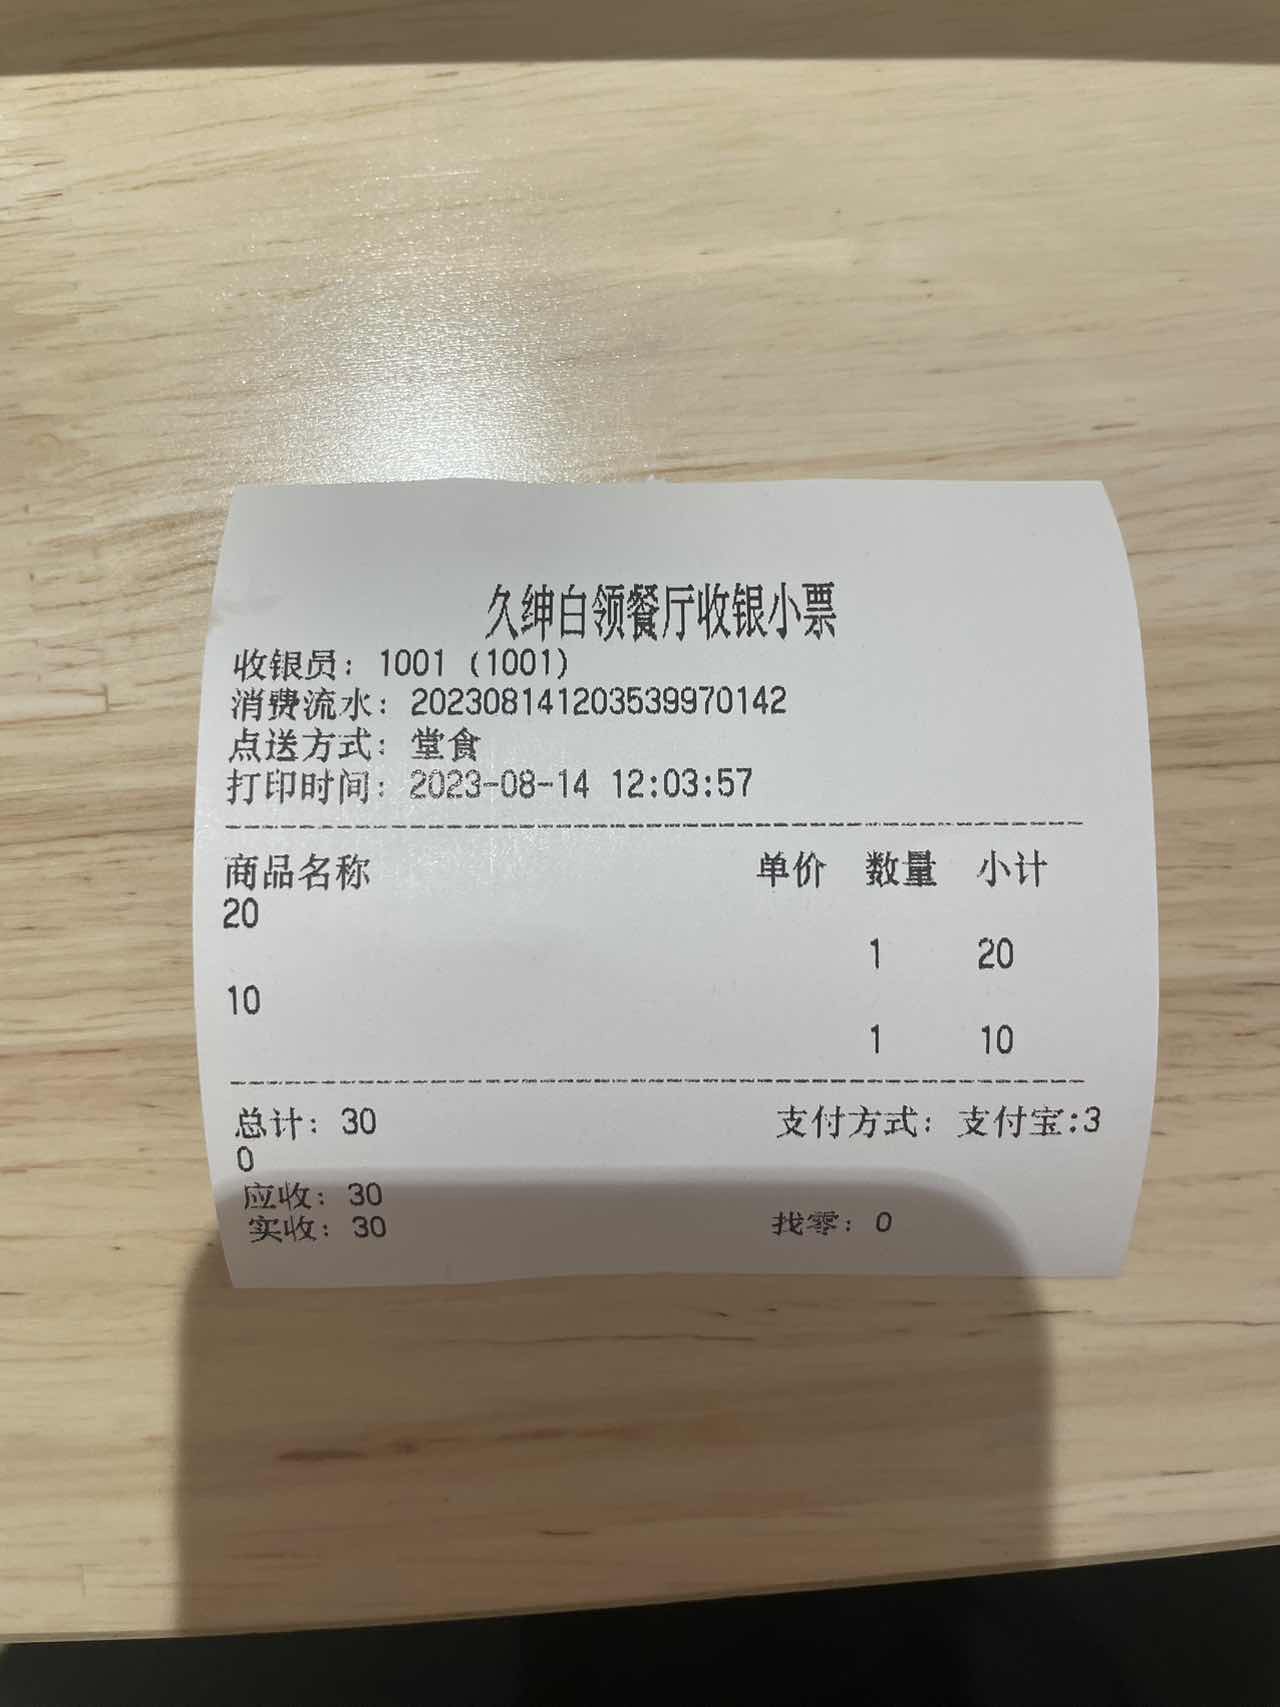 久绅白领餐厅收银小票
收银员: 1001 (1001)
消费流水: 202308141203539970142
点送方式: 堂食
打印时间: 2023-08-14 12:03:57
商品名称 单价 数量 小计
20
1 20
10
1 10
总计: 30 支付方式: 支付宝:3
0
应收: 30
实收: 30 找零: 0